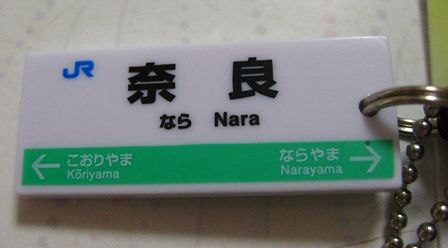 JR
奈良
なら Nara
← こおりやま ならやま →
Kōriyama Narayama